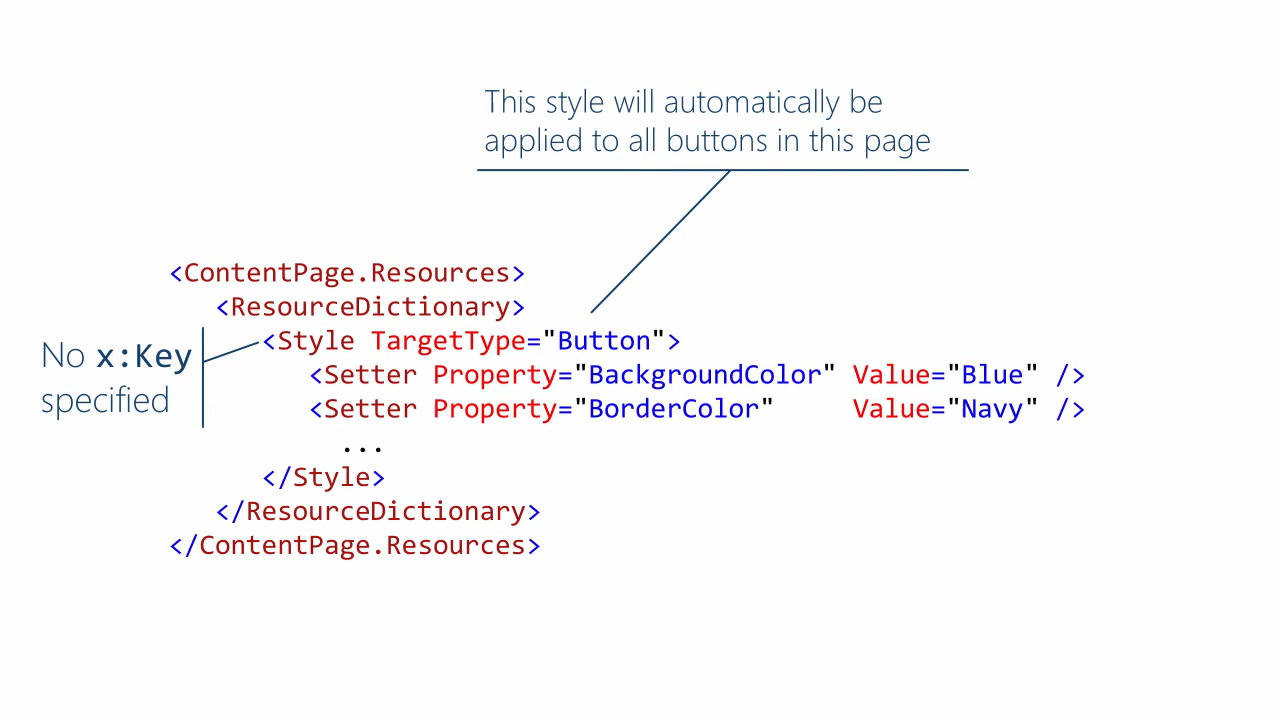 This style will automatically be
applied to all buttons in this page
<ContentPage.Resources>
<ResourceDictionary>
<Style TargetType="Button">
<Setter Property="BackgroundColor" Value="Blue" />
<Setter Property="BorderColor" Value="Navy" />
...
</Style>
</ResourceDictionary>
</ContentPage.Resources>
No x:Key
specified